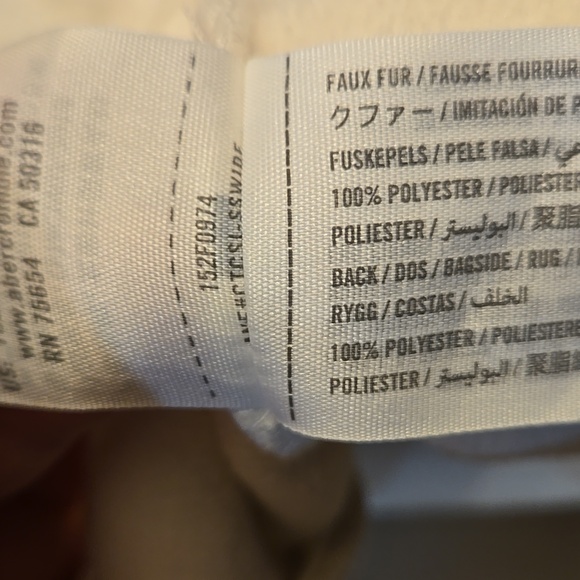 FAUX FUR / FAUSSE FOURRUR
クファー / IMITACIÓN DE P
FUSKEPELS / PELE FALSA /
100% POLYESTER / POLIESTER
POLIESTER / البوليستر / 聚脂
BACK / DOS / BAGSIDE / RUG /
RYGG / COSTAS / الخلف
100% POLYESTER / POLIESTER
POLIESTER / البوليستر / 聚脂
152F0974
www.abercrombie.com
RN 75654 CA 50316